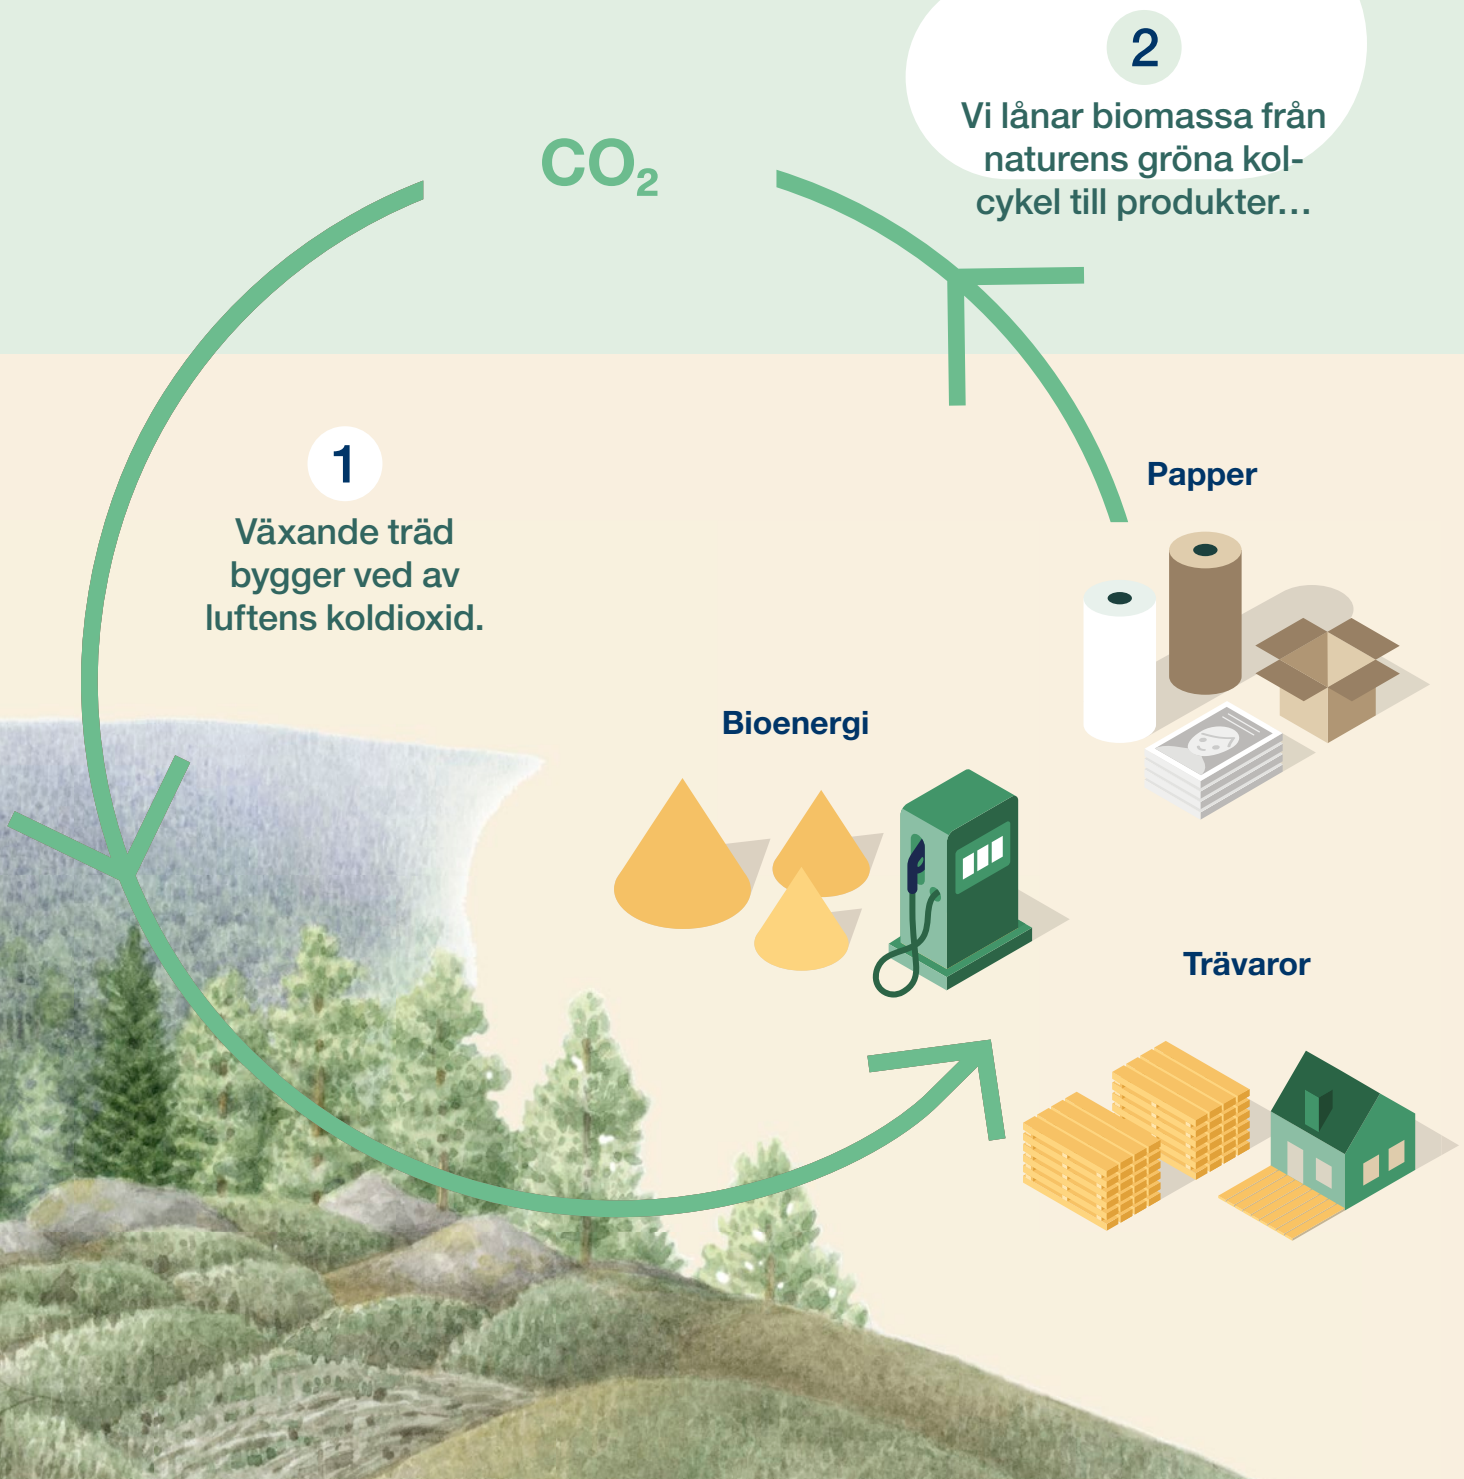 2
Vi lånar biomassa från
naturens gröna kol-
cykel till produkter...
CO₂
1
Växande träd
bygger ved av
luftens koldioxid.
Papper
Bioenergi
Trävaror